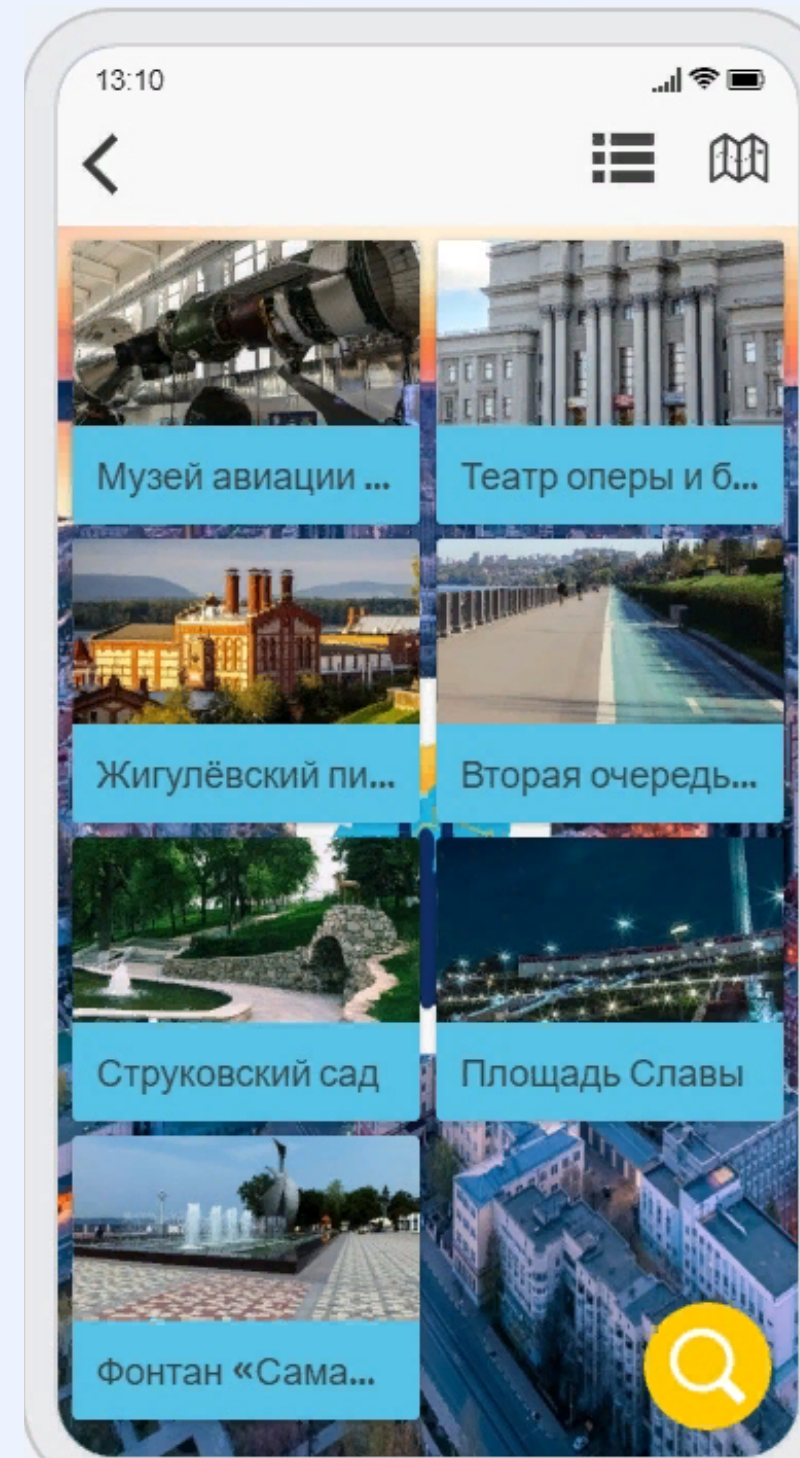 13:10
Музей авиации ...
Театр оперы и б...
Жигулёвский пи...
Вторая очередь...
Струковский сад
Площадь Славы
Фонтан «Сама...